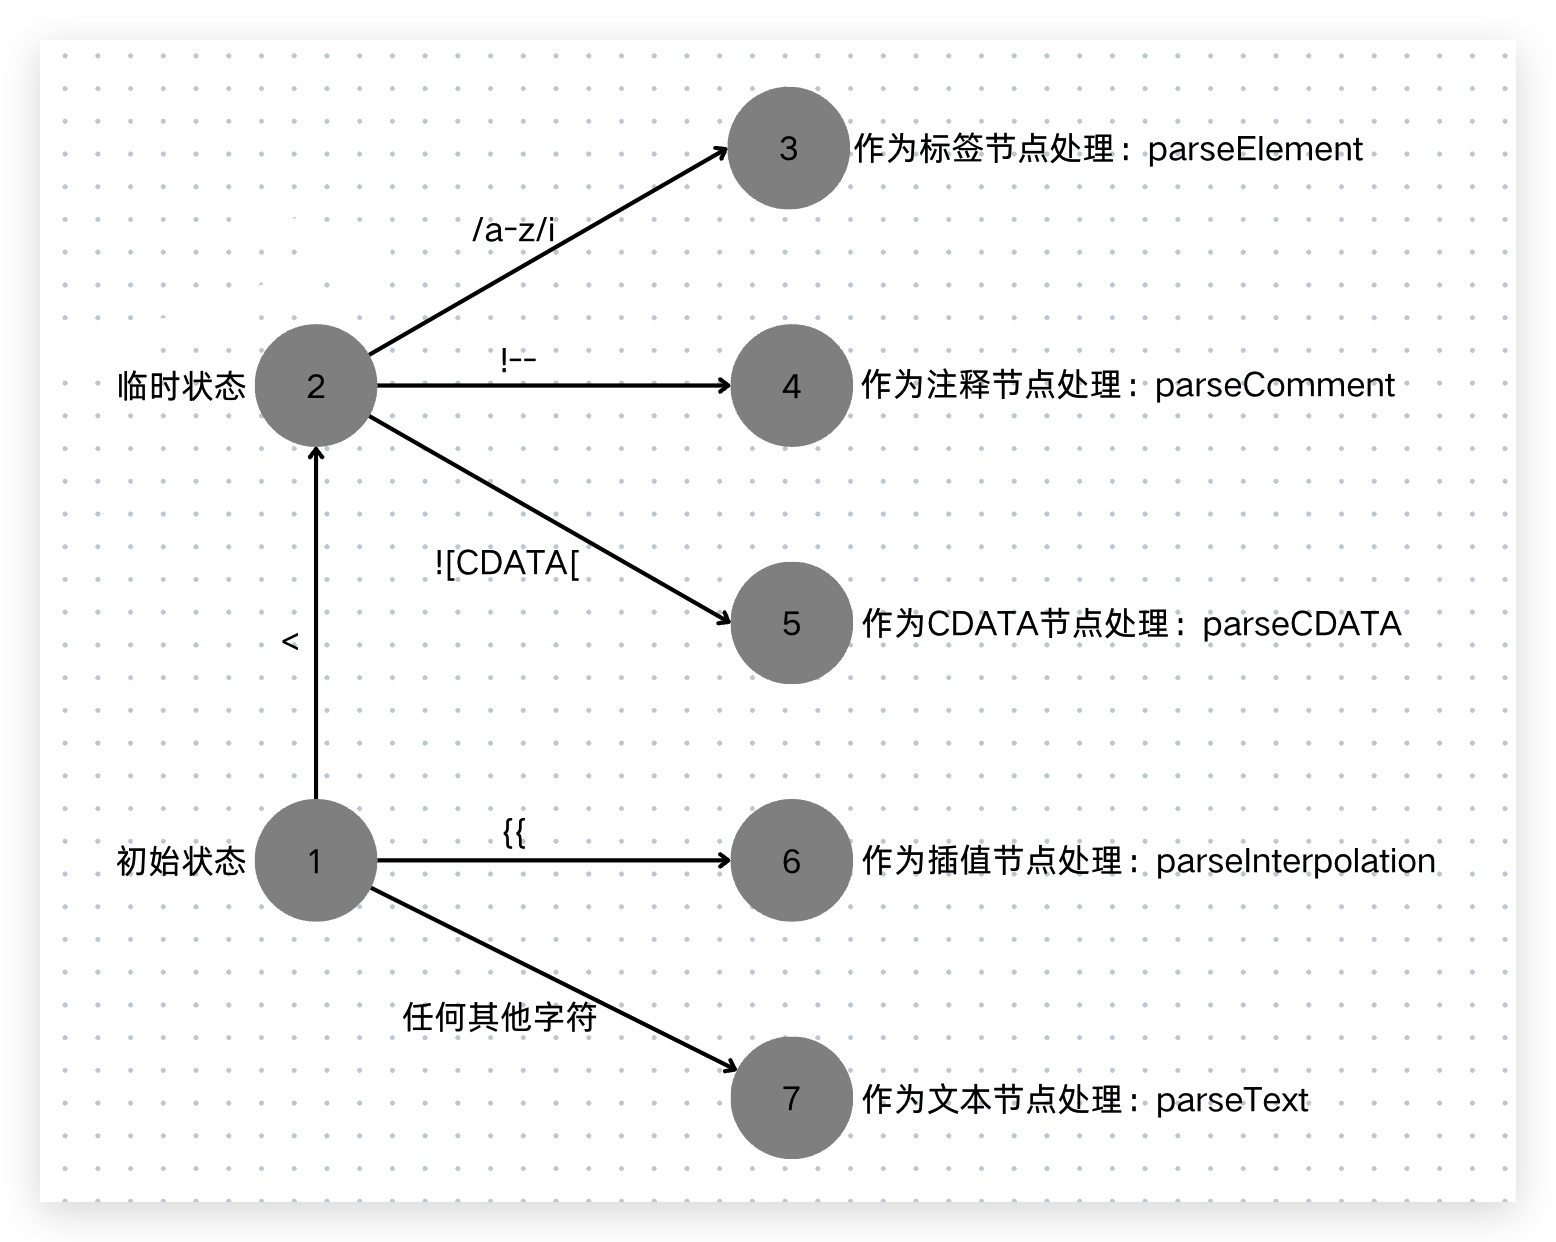 3
作为标签节点处理：parseElement
/a-z/i
临时状态
2
!--
4
作为注释节点处理：parseComment
![CDATA[
5
作为CDATA节点处理：parseCDATA
<
初始状态
1
{{
6
作为插值节点处理：parseInterpolation
任何其他字符
7
作为文本节点处理：parseText